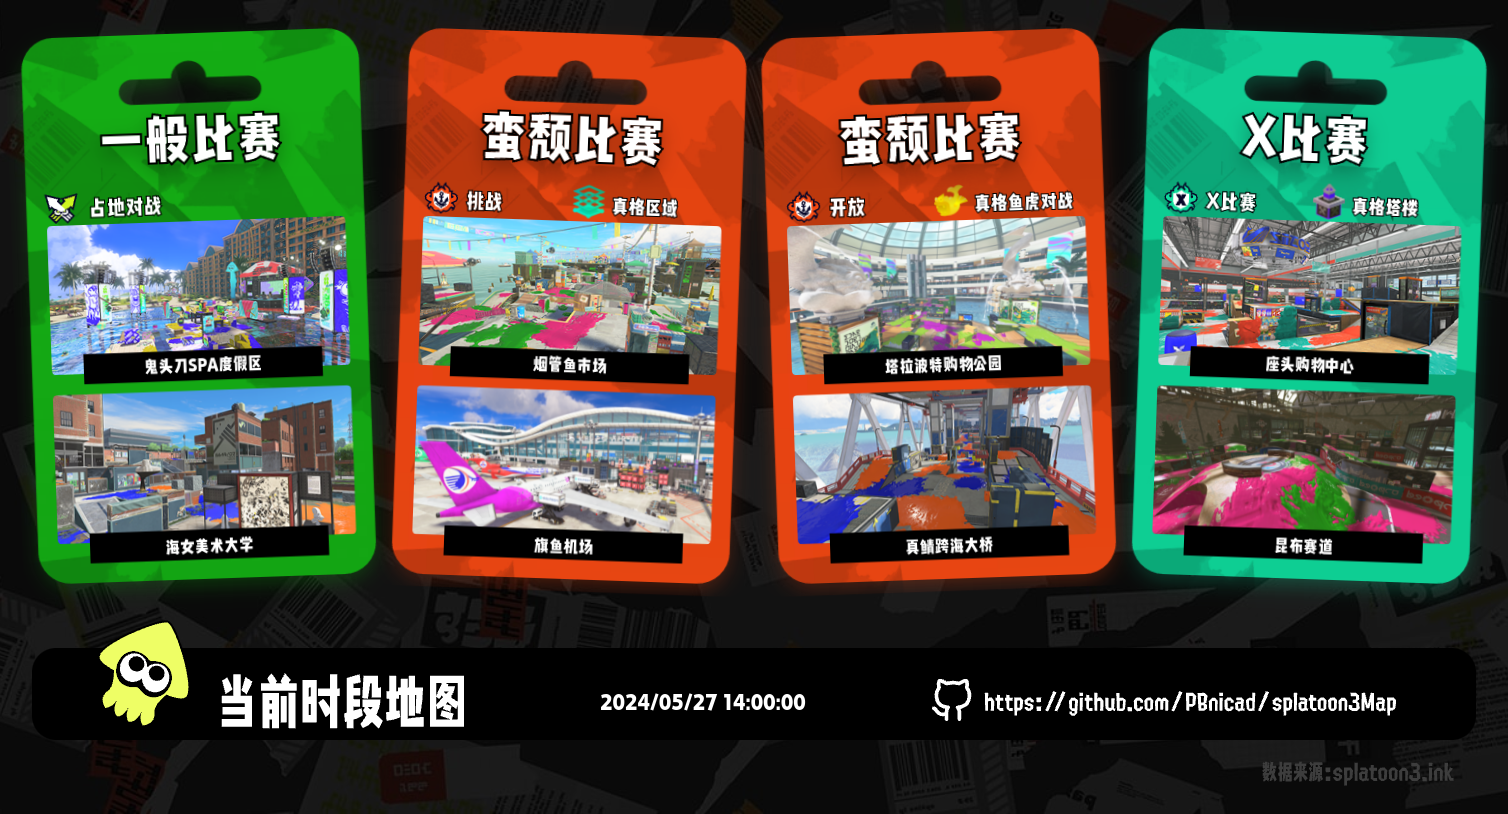 一般比赛
占地对战
鬼头刀SPA度假区
海女美术大学
蛮颓比赛
挑战
真格区域
烟管鱼市场
旗鱼机场
蛮颓比赛
开放
真格鱼虎对战
塔拉波特购物公园
真鲷跨海大桥
X比赛
X比赛
真格塔楼
座头购物中心
昆布赛道
当前时段地图
2024/05/27 14:00:00
https://github.com/PBnicad/splatoon3Map
数据来源:splatoon3.ink